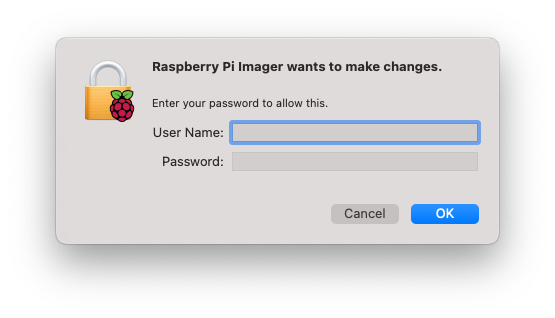 Raspberry Pi Imager wants to make changes.
Enter your password to allow this.
User Name:
Password:
Cancel OK